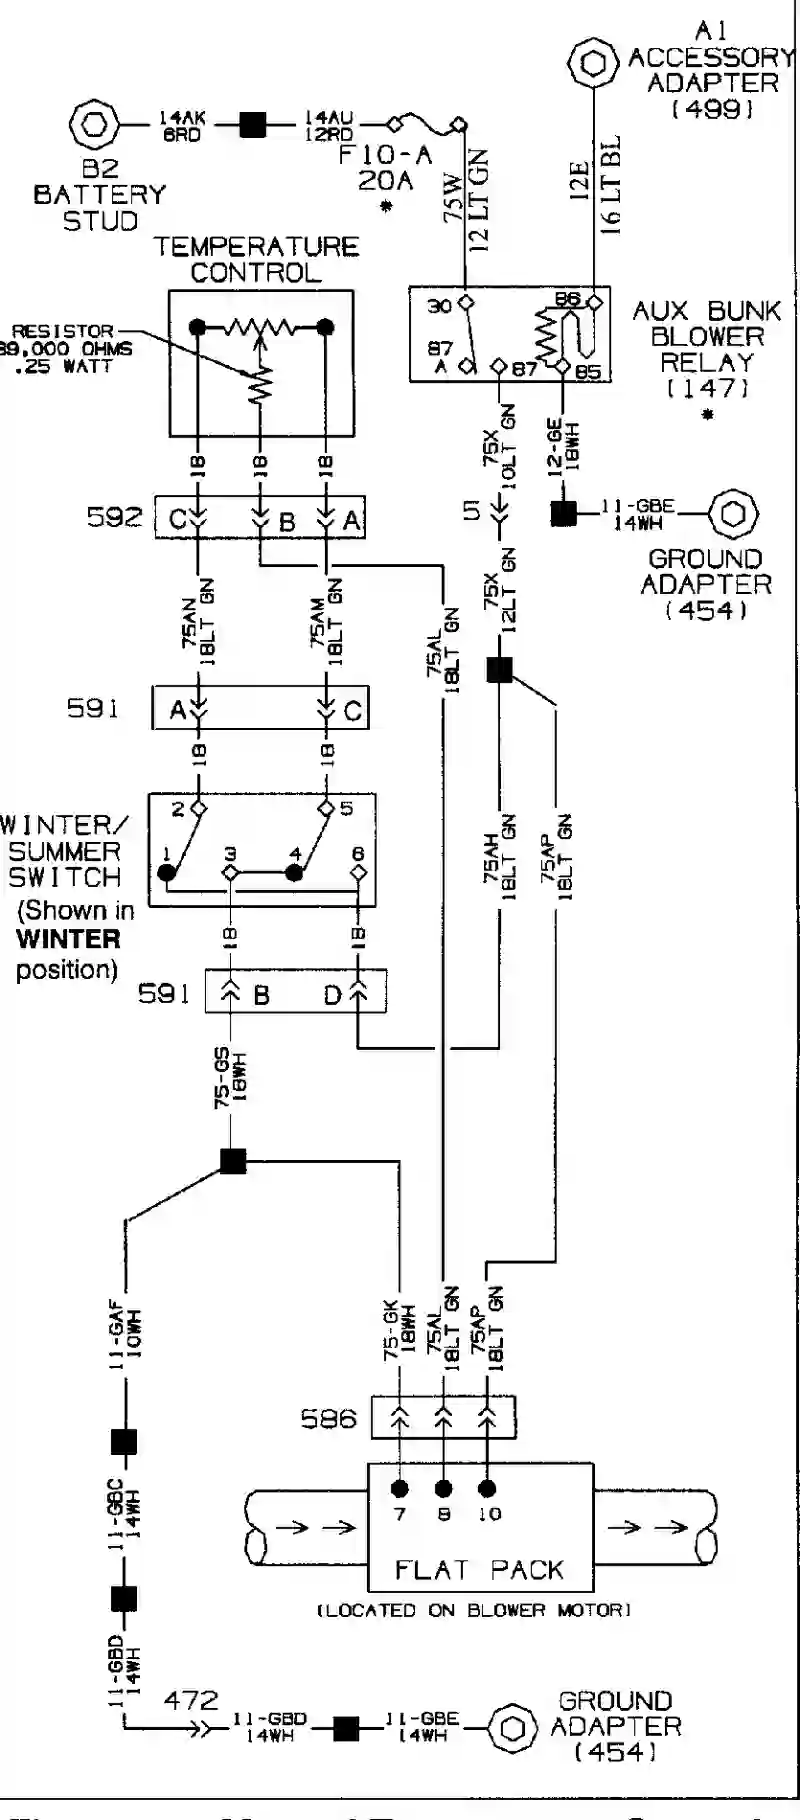 A1
ACCESSORY
ADAPTER
(499)
14AK
6RD
14AU
12RD
F10-A
20A
*
B2
BATTERY
STUD
75W
12 LT GN
12E
16 LT BL
TEMPERATURE
CONTROL
RESISTOR
39,000 OHMS
.25 WATT
30
86
87
A
87
85
AUX BUNK
BLOWER
RELAY
(147)
*
18
18
18
75X
10LT GN
12-GE
18WH
592
C
B
A
5
11-GBE
14WH
GROUND
ADAPTER
(454)
75AN
18LT GN
75AM
18LT GN
75AL
18LT GN
75X
12LT GN
591
A
C
18
18
WINTER/
SUMMER
SWITCH
(Shown in
WINTER
position)
2
5
1
3
4
6
75AH
18LT GN
75AP
18LT GN
18
18
591
B
D
75-GS
18WH
11-GAF
10WH
75-GK
18WH
75AL
18LT GN
75AP
18LT GN
586
7
8
10
FLAT PACK
(LOCATED ON BLOWER MOTOR)
11-GBC
14WH
11-GBD
14WH
472
11-GBD
14WH
11-GBE
14WH
GROUND
ADAPTER
(454)